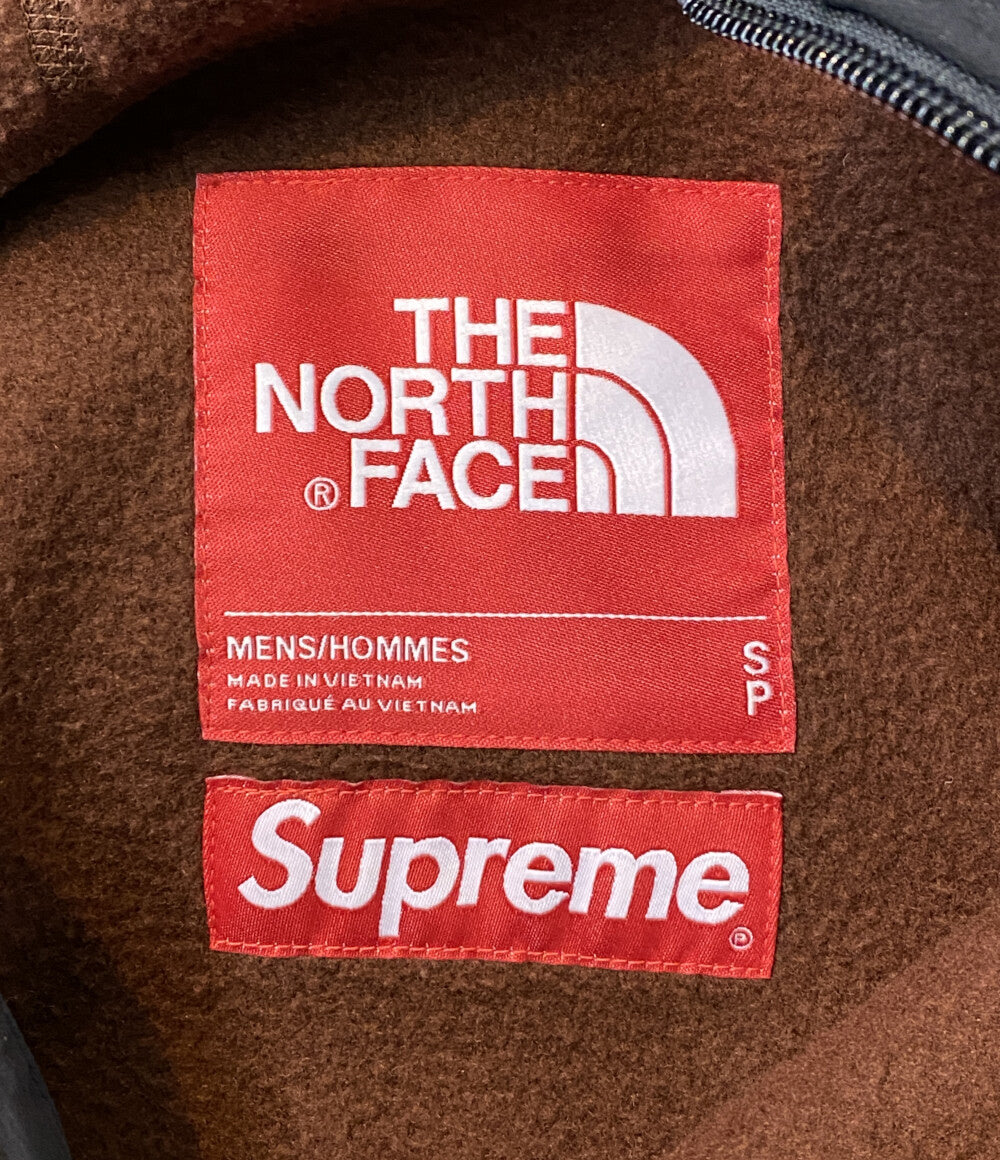 THE
NORTH
® FACE
MENS/HOMMES
MADE IN VIETNAM
FABRIQUÉ AU VIETNAM
S
P
Supreme
®